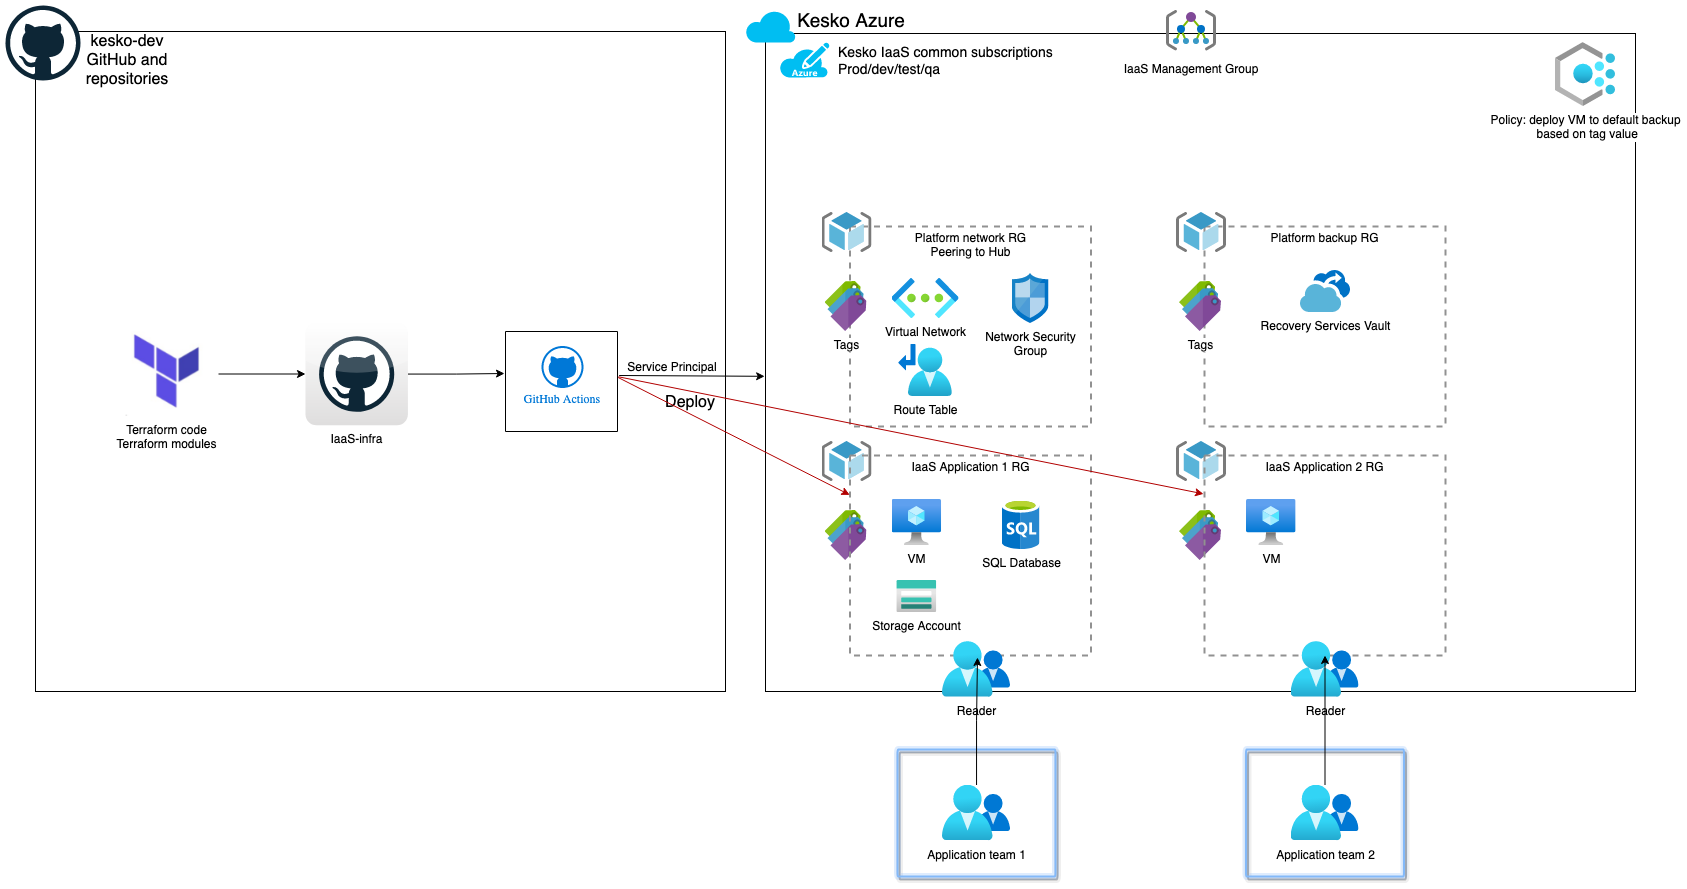 kesko-dev
GitHub and
repositories
Kesko Azure
Azure
Kesko IaaS common subscriptions
Prod/dev/test/qa
IaaS Management Group
Policy: deploy VM to default backup
based on tag value
Platform network RG
Peering to Hub
Virtual Network
Network Security
Group
Tags
Route Table
Platform backup RG
Recovery Services Vault
Tags
Terraform code
Terraform modules
IaaS-infra
GitHub Actions
Service Principal
Deploy
IaaS Application 1 RG
VM
SQL
SQL Database
Storage Account
Reader
IaaS Application 2 RG
VM
Reader
Application team 1
Application team 2